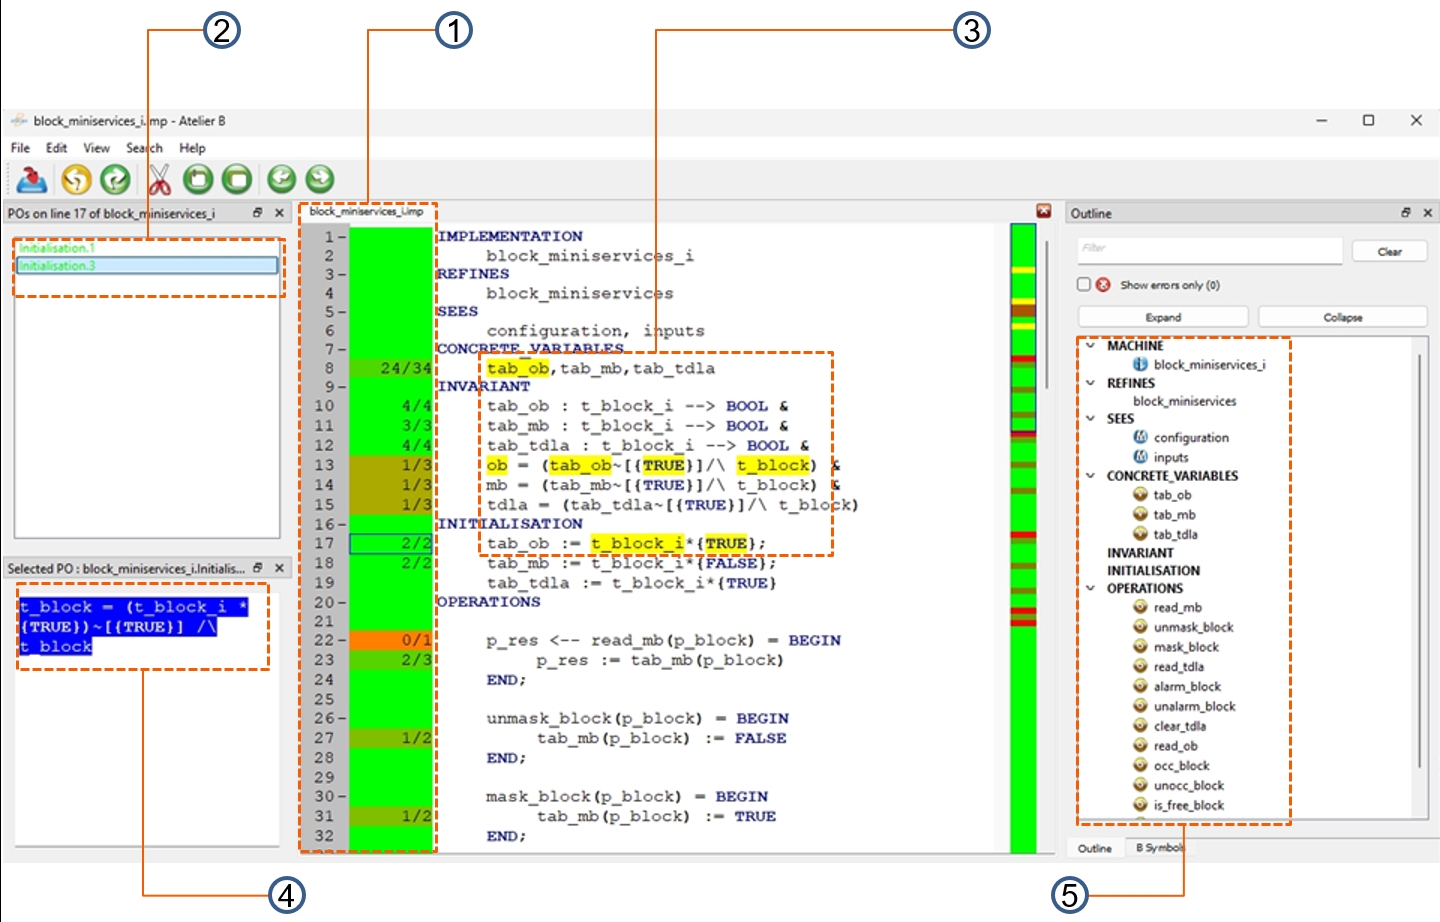 2
1
3
block_miniservices_i.imp - Atelier B
File Edit View Search Help
POs on line 17 of block_miniservices_i
Initialisation.1
Initialisation.3
Selected PO : block_miniservices_i.Initialis...
t_block = (t_block_i *
{TRUE})~[{TRUE}] /\
t_block
4
block_miniservices_i.imp
1 IMPLEMENTATION
2 block_miniservices_i
3 REFINES
4 block_miniservices
5 SEES
6 configuration, inputs
7 CONCRETE_VARIABLES
8 24/34 tab_ob,tab_mb,tab_tdla
9 INVARIANT
10 4/4 tab_ob : t_block_i --> BOOL &
11 3/3 tab_mb : t_block_i --> BOOL &
12 4/4 tab_tdla : t_block_i --> BOOL &
13 1/3 ob = (tab_ob~[{TRUE}]/\ t_block) &
14 1/3 mb = (tab_mb~[{TRUE}]/\ t_block) &
15 1/3 tdla = (tab_tdla~[{TRUE}]/\ t_block)
16 INITIALISATION
17 2/2 tab_ob := t_block_i*{TRUE};
18 2/2 tab_mb := t_block_i*{FALSE};
19 tab_tdla := t_block_i*{TRUE}
20 OPERATIONS
21
22 0/1 p_res <-- read_mb(p_block) = BEGIN
23 2/3 p_res := tab_mb(p_block)
24 END;
25
26 unmask_block(p_block) = BEGIN
27 1/2 tab_mb(p_block) := FALSE
28 END;
29
30 mask_block(p_block) = BEGIN
31 1/2 tab_mb(p_block) := TRUE
32 END;
Outline
Filter Clear
Show errors only (0)
Expand Collapse
MACHINE
block_miniservices_i
REFINES
block_miniservices
SEES
configuration
inputs
CONCRETE_VARIABLES
tab_ob
tab_mb
tab_tdla
INVARIANT
INITIALISATION
OPERATIONS
read_mb
unmask_block
mask_block
read_tdla
alarm_block
unalarm_block
clear_tdla
read_ob
occ_block
unocc_block
is_free_block
Outline B Symbols
5